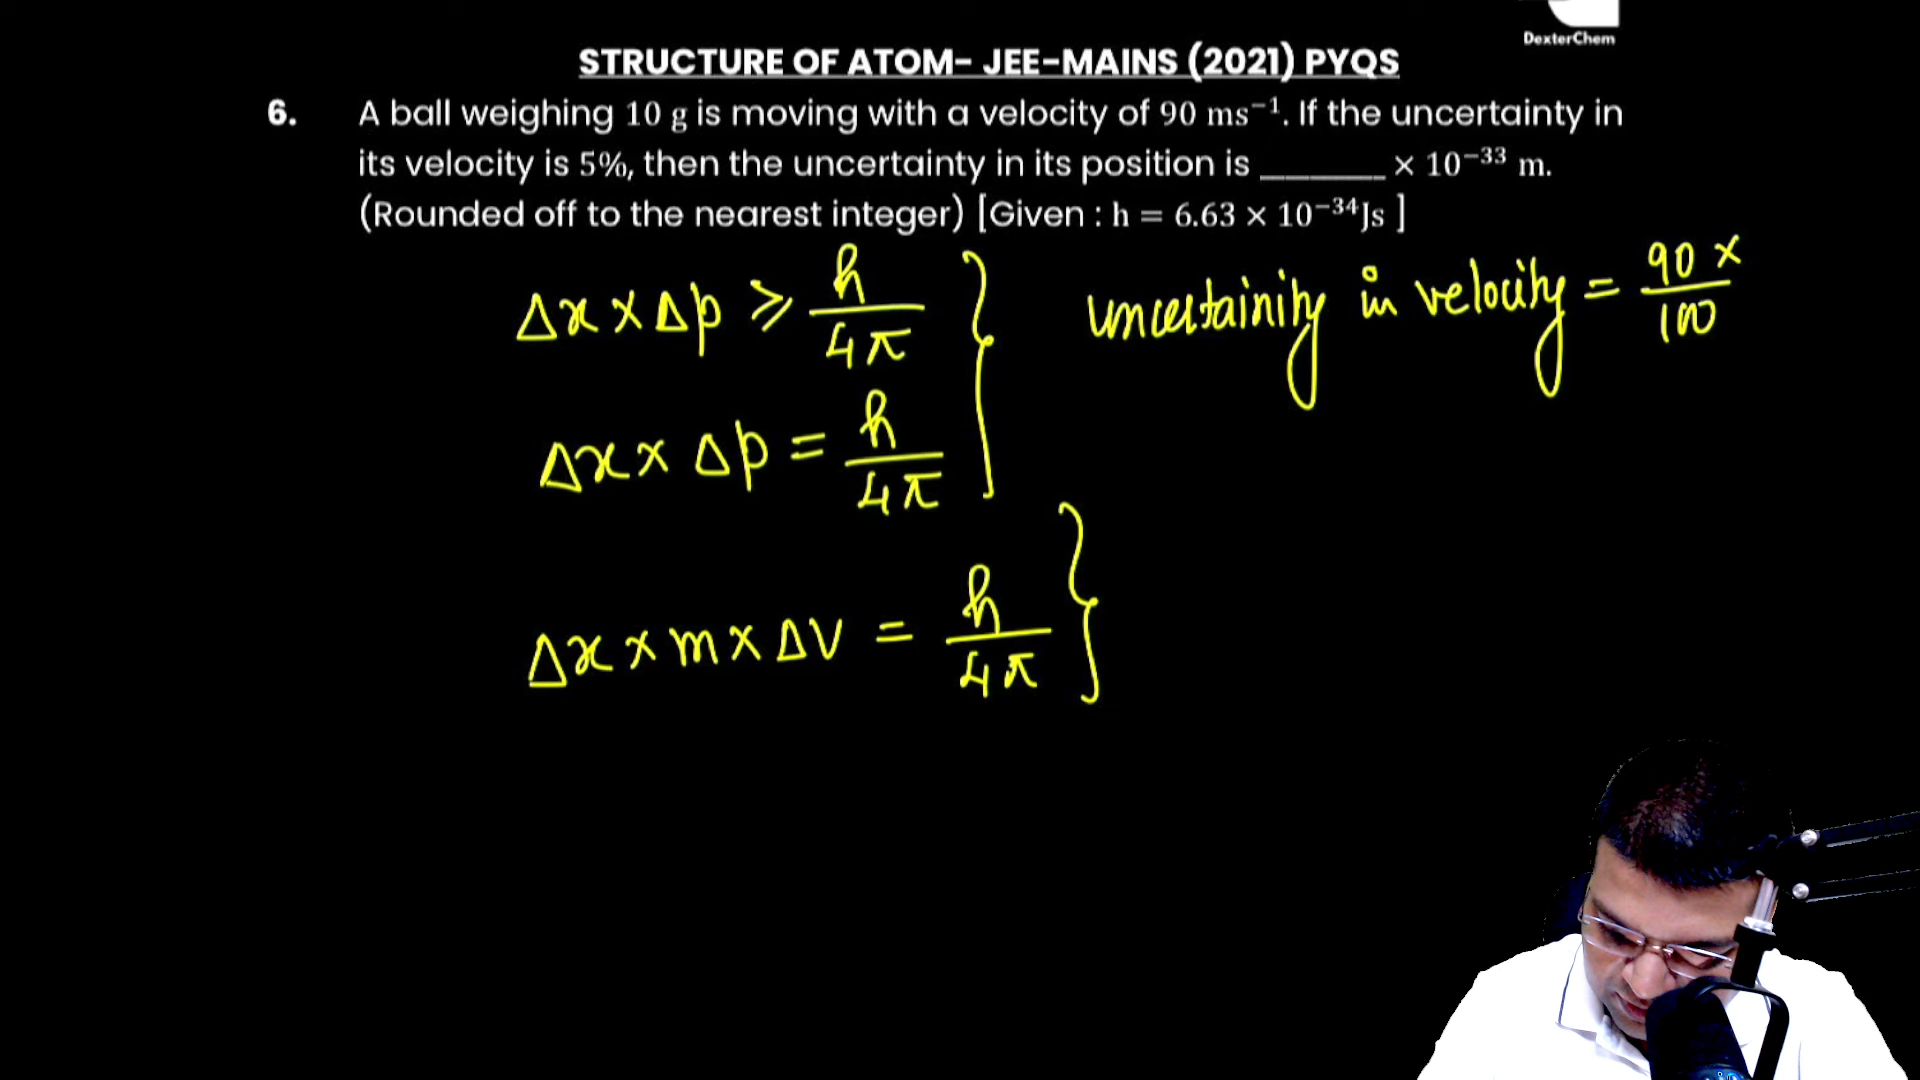 DexterChem
STRUCTURE OF ATOM- JEE-MAINS (2021) PYQS
6. A ball weighing 10 g is moving with a velocity of 90 ms⁻¹. If the uncertainty in
its velocity is 5%, then the uncertainty in its position is ________ × 10⁻³³ m.
(Rounded off to the nearest integer) [Given : h = 6.63 × 10⁻³⁴Js ]
Δx × Δp ≥ h/4π
uncertainity in velocity = 90 ×/100
Δx × Δp = h/4π
Δx × m × Δv = h/4π